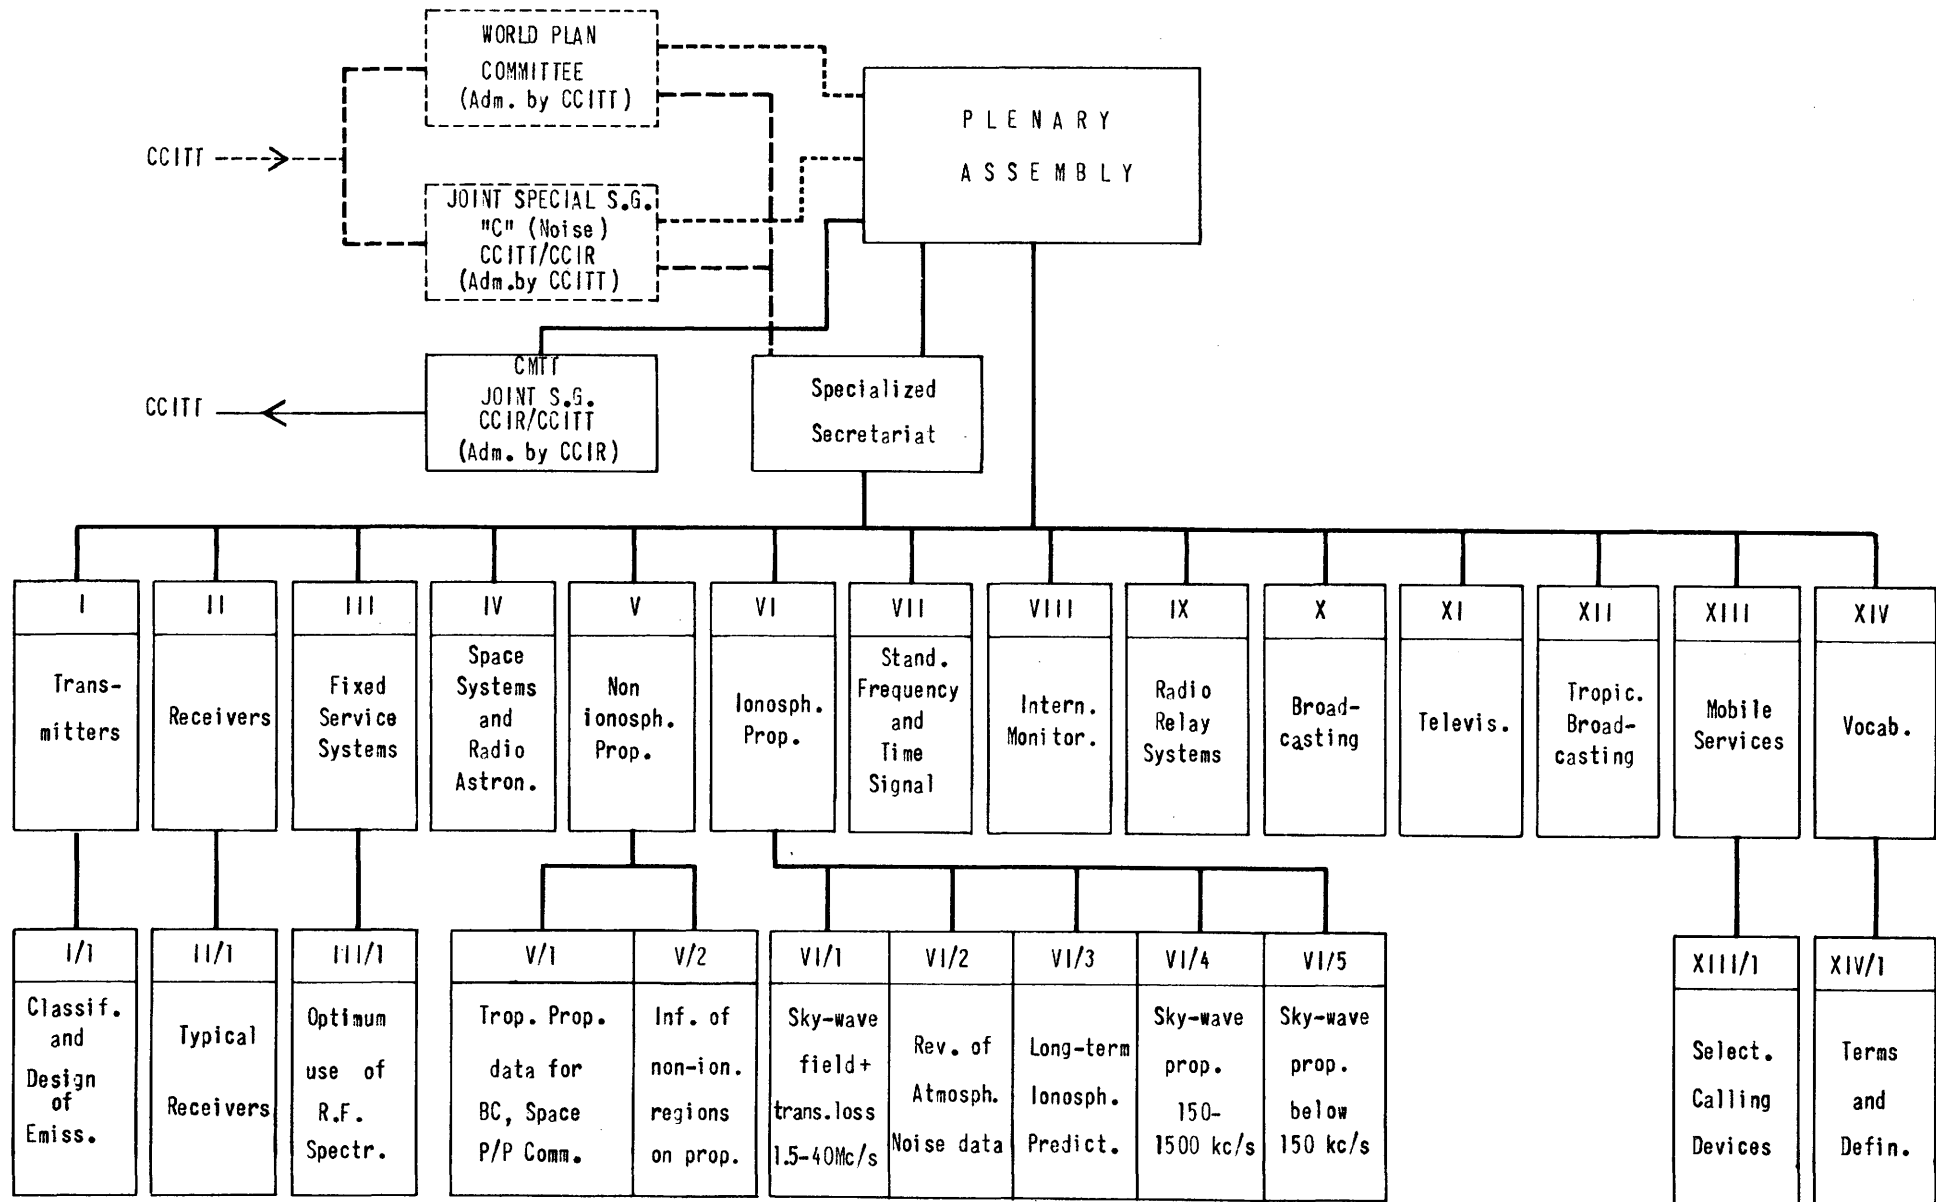 WORLD PLAN
COMMITTEE
(Adm. by CCITT)
CCITT
JOINT SPECIAL S.G.
"C" (Noise)
CCITT/CCIR
(Adm.by CCITT)
PLENARY
ASSEMBLY
CCITT
CMTT
JOINT S.G.
CCIR/CCITT
(Adm. by CCIR)
Specialized
Secretariat
I
Trans-
mitters
II
Receivers
III
Fixed
Service
Systems
IV
Space
Systems
and
Radio
Astron.
V
Non
ionosph.
Prop.
VI
Ionosph.
Prop.
VII
Stand.
Frequency
and
Time
Signal
VIII
Intern.
Monitor.
IX
Radio
Relay
Systems
X
Broad-
casting
XI
Televis.
XII
Tropic.
Broad-
casting
XIII
Mobile
Services
XIV
Vocab.
I/1
Classif.
and
Design
of
Emiss.
II/1
Typical
Receivers
III/1
Optimum
use of
R.F.
Spectr.
V/1
Trop. Prop.
data for
BC, Space
P/P Comm.
V/2
Inf. of
non-ion.
regions
on prop.
VI/1
Sky-wave
field+
trans.loss
1.5-40Mc/s
VI/2
Rev. of
Atmosph.
Noise data
VI/3
Long-term
Ionosph.
Predict.
VI/4
Sky-wave
prop.
150-
1500 kc/s
VI/5
Sky-wave
prop.
below
150 kc/s
XIII/1
Select.
Calling
Devices
XIV/1
Terms
and
Defin.